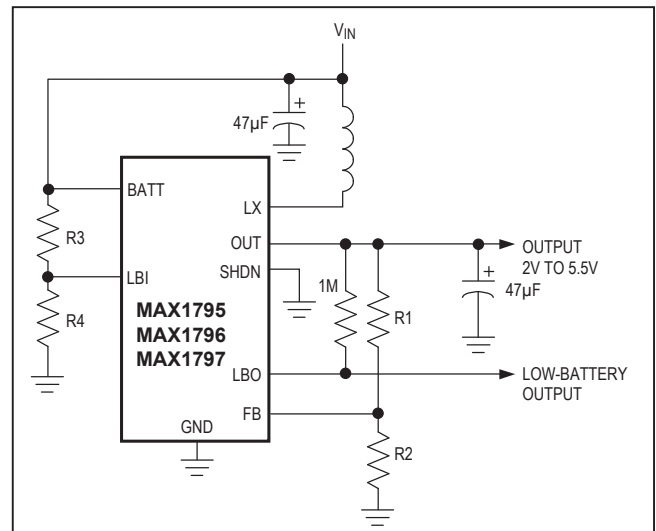 VIN
47µF
BATT
LX
R3
OUT
OUTPUT
2V TO 5.5V
SHDN
LBI
1M
47µF
R1
R4
MAX1795
MAX1796
MAX1797
LBO
LOW-BATTERY
OUTPUT
FB
GND
R2